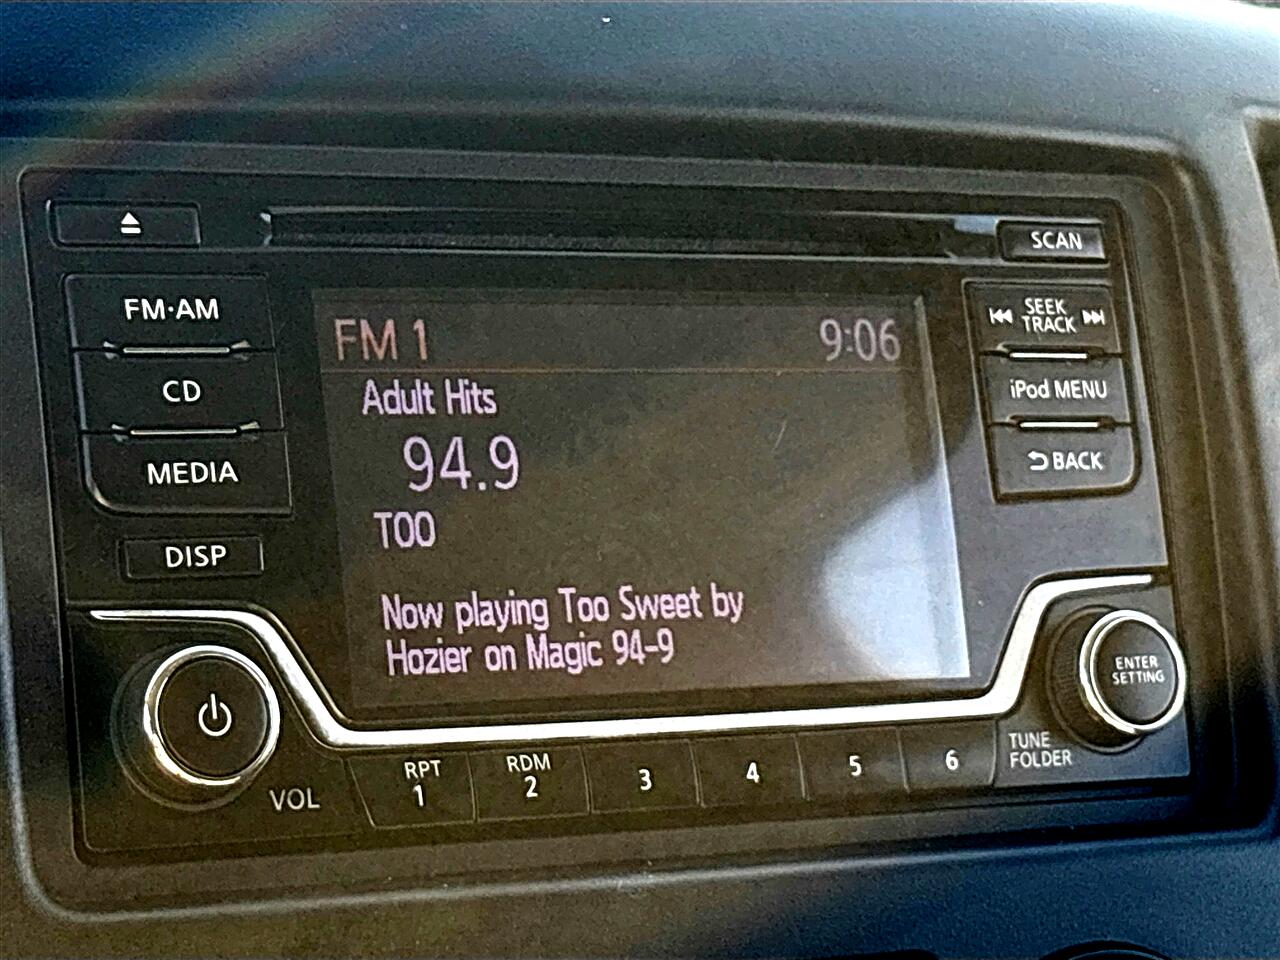 SCAN
FM·AM
SEEK
TRACK
CD
iPod MENU
MEDIA
BACK
DISP
FM 1 9:06
Adult Hits
94.9
TOO
Now playing Too Sweet by
Hozier on Magic 94-9
ENTER
SETTING
VOL
RPT
1
RDM
2
3
4
5
6
TUNE
FOLDER